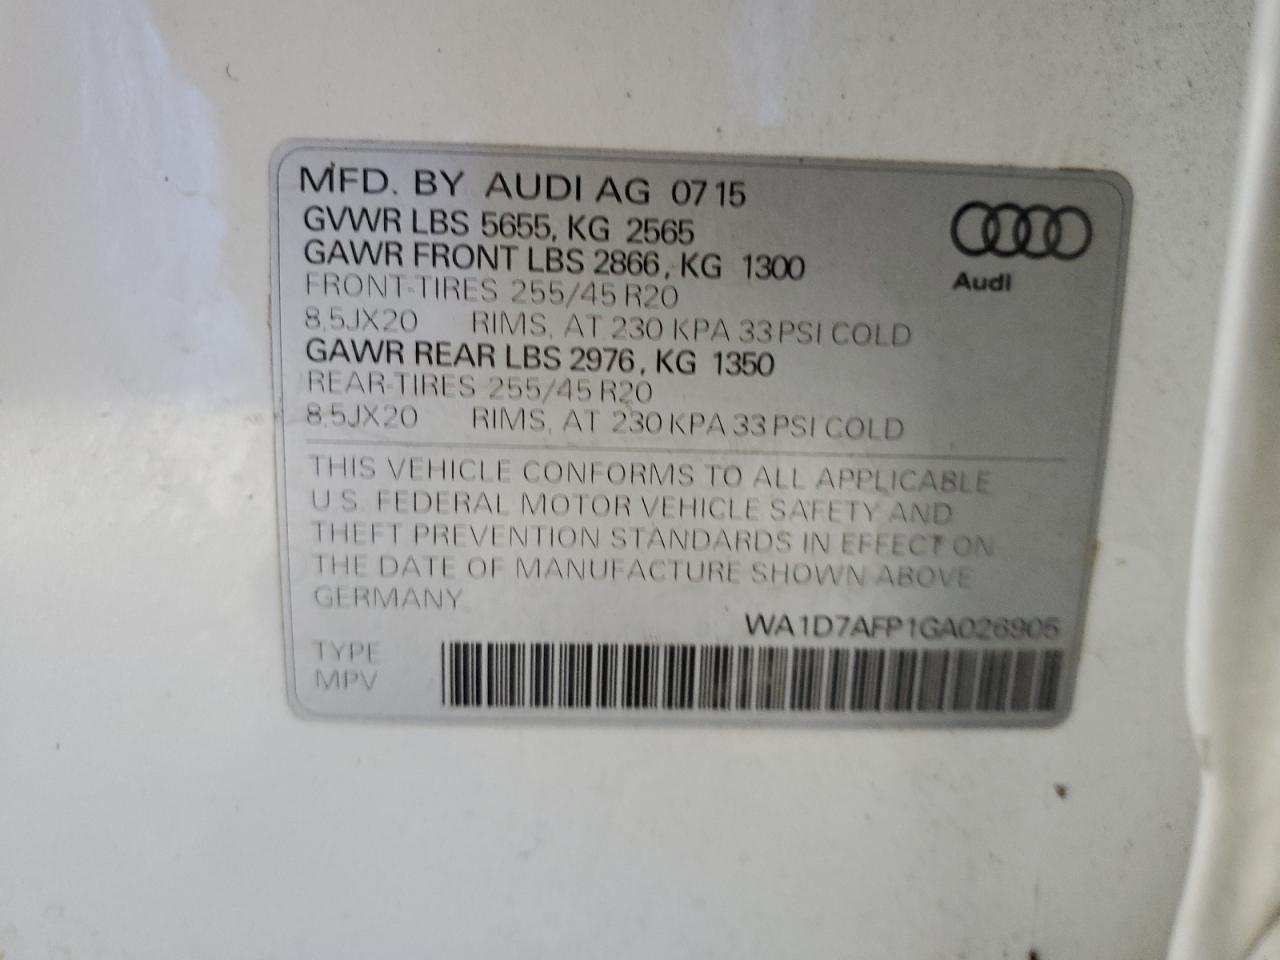 MFD. BY AUDI AG 07 15
GVWR LBS 5655, KG 2565
GAWR FRONT LBS 2866, KG 1300
FRONT-TIRES 255/45 R20
8,5JX20 RIMS, AT 230 KPA 33 PSI COLD
GAWR REAR LBS 2976, KG 1350
REAR-TIRES 255/45 R20
8,5JX20 RIMS, AT 230 KPA 33 PSI COLD
Audi
THIS VEHICLE CONFORMS TO ALL APPLICABLE
U.S. FEDERAL MOTOR VEHICLE SAFETY AND
THEFT PREVENTION STANDARDS IN EFFECT ON
THE DATE OF MANUFACTURE SHOWN ABOVE
GERMANY
WA1D7AFP1GA026905
TYPE
MPV